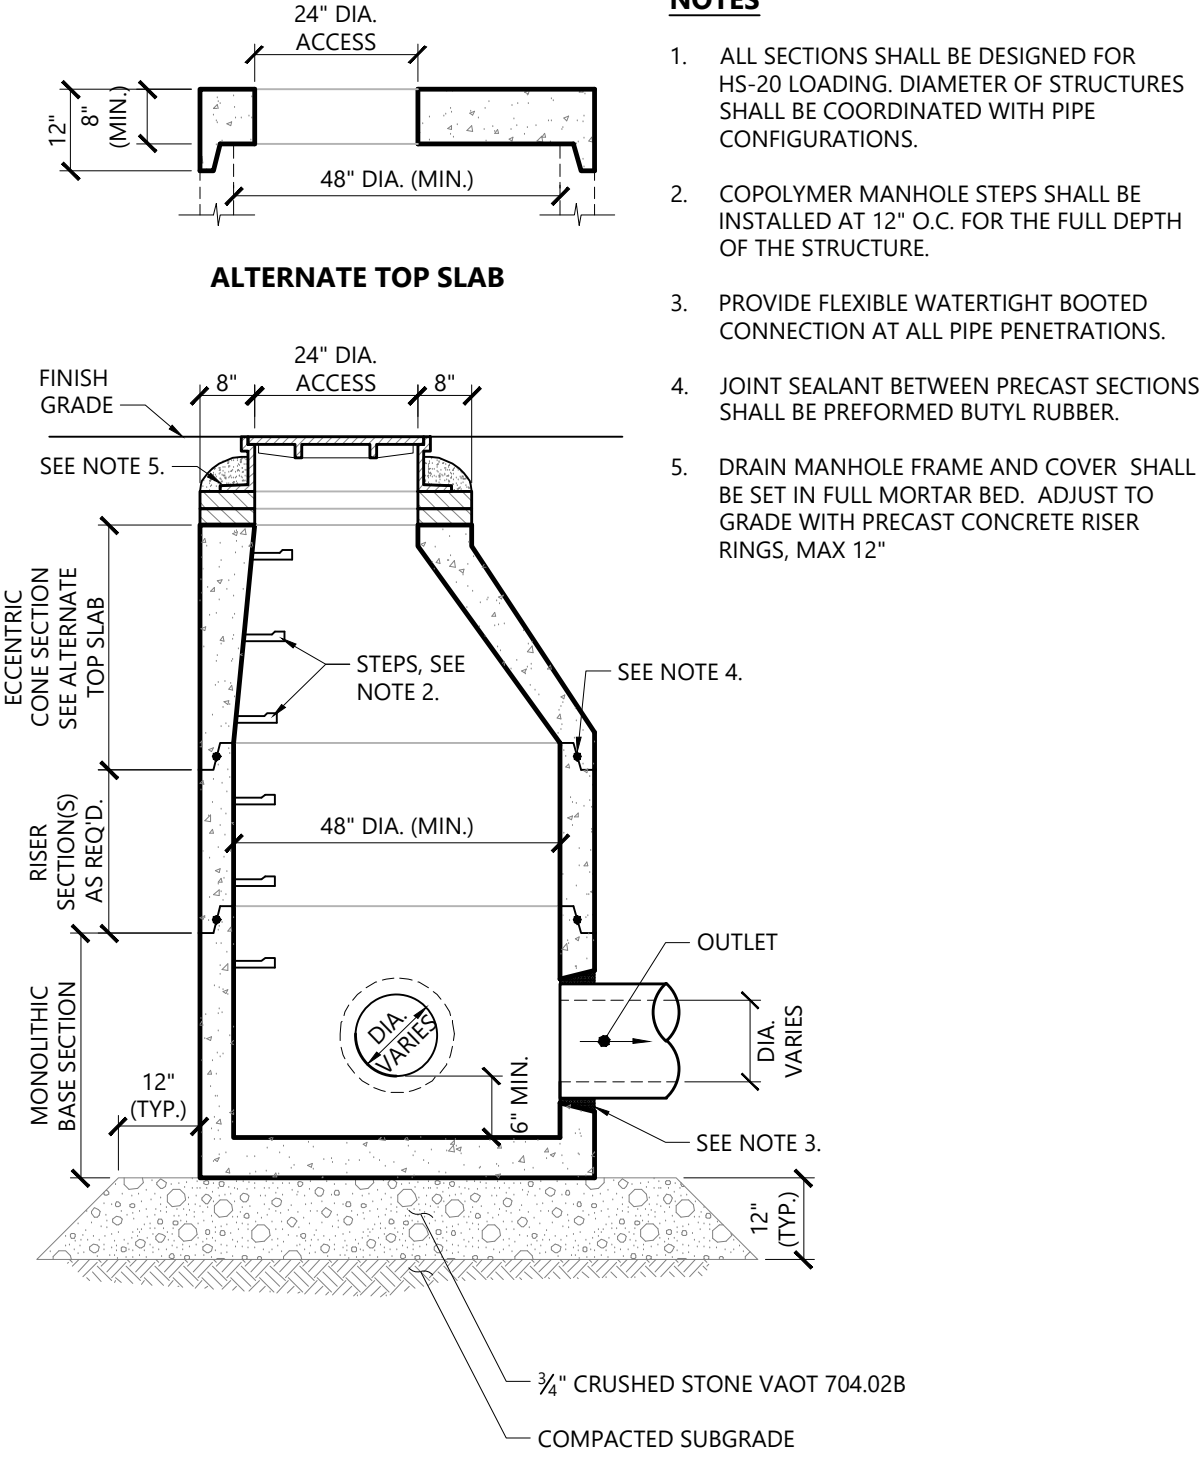 24" DIA.
ACCESS
12"
8"
(MIN.)
48" DIA. (MIN.)
ALTERNATE TOP SLAB
24" DIA.
ACCESS
8"
8"
FINISH
GRADE
SEE NOTE 5.
ECCENTRIC
CONE SECTION
SEE ALTERNATE
TOP SLAB
STEPS, SEE
NOTE 2.
SEE NOTE 4.
RISER
SECTION(S)
AS REQ'D.
48" DIA. (MIN.)
OUTLET
MONOLITHIC
BASE SECTION
DIA.
VARIES
DIA.
VARIES
12"
(TYP.)
6" MIN.
SEE NOTE 3.
12"
(TYP.)
¾" CRUSHED STONE VAOT 704.02B
COMPACTED SUBGRADE
NOTES
1. ALL SECTIONS SHALL BE DESIGNED FOR
HS-20 LOADING. DIAMETER OF STRUCTURES
SHALL BE COORDINATED WITH PIPE
CONFIGURATIONS.
2. COPOLYMER MANHOLE STEPS SHALL BE
INSTALLED AT 12" O.C. FOR THE FULL DEPTH
OF THE STRUCTURE.
3. PROVIDE FLEXIBLE WATERTIGHT BOOTED
CONNECTION AT ALL PIPE PENETRATIONS.
4. JOINT SEALANT BETWEEN PRECAST SECTIONS
SHALL BE PREFORMED BUTYL RUBBER.
5. DRAIN MANHOLE FRAME AND COVER SHALL
BE SET IN FULL MORTAR BED. ADJUST TO
GRADE WITH PRECAST CONCRETE RISER
RINGS, MAX 12"